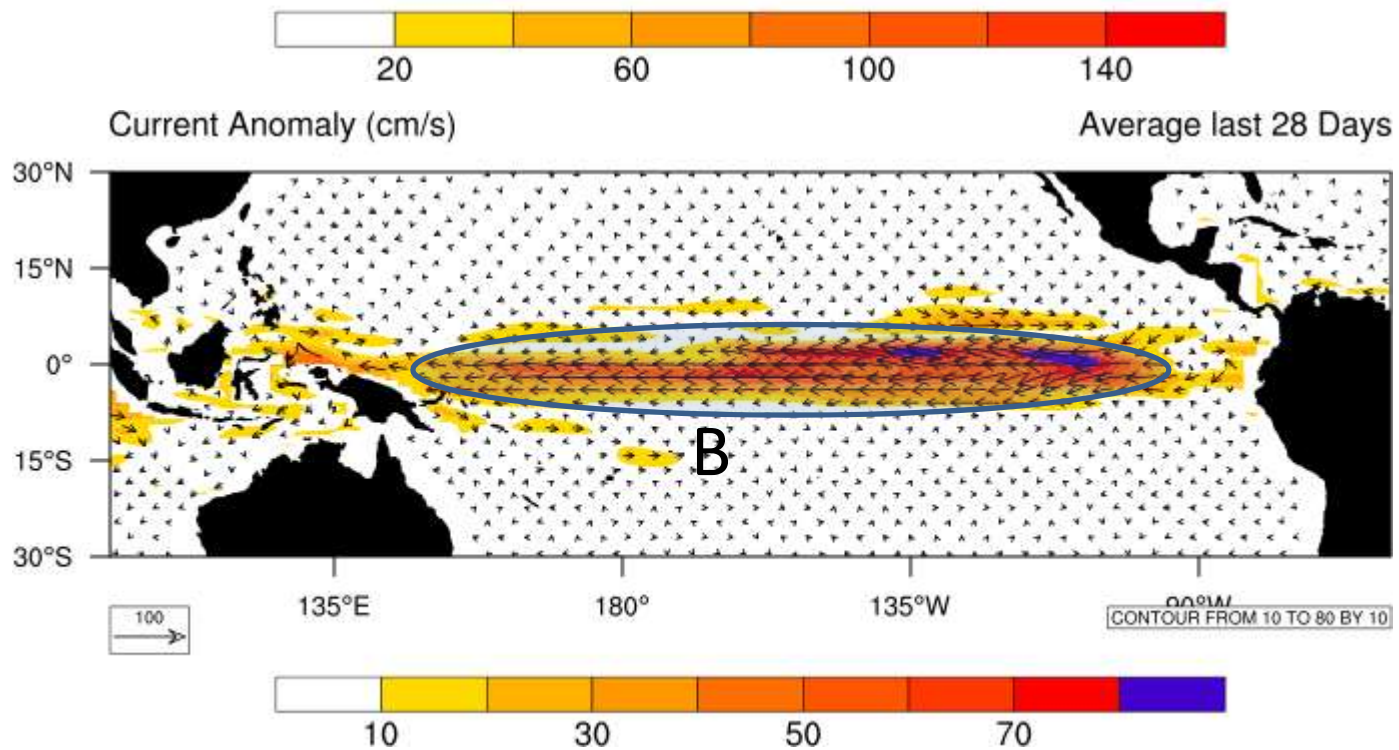 20 60 100 140
Current Anomaly (cm/s) Average last 28 Days
30°N
15°N
0°
B
15°S
30°S
135°E 180° 135°W 90°W
100
CONTOUR FROM 10 TO 80 BY 10
10 30 50 70